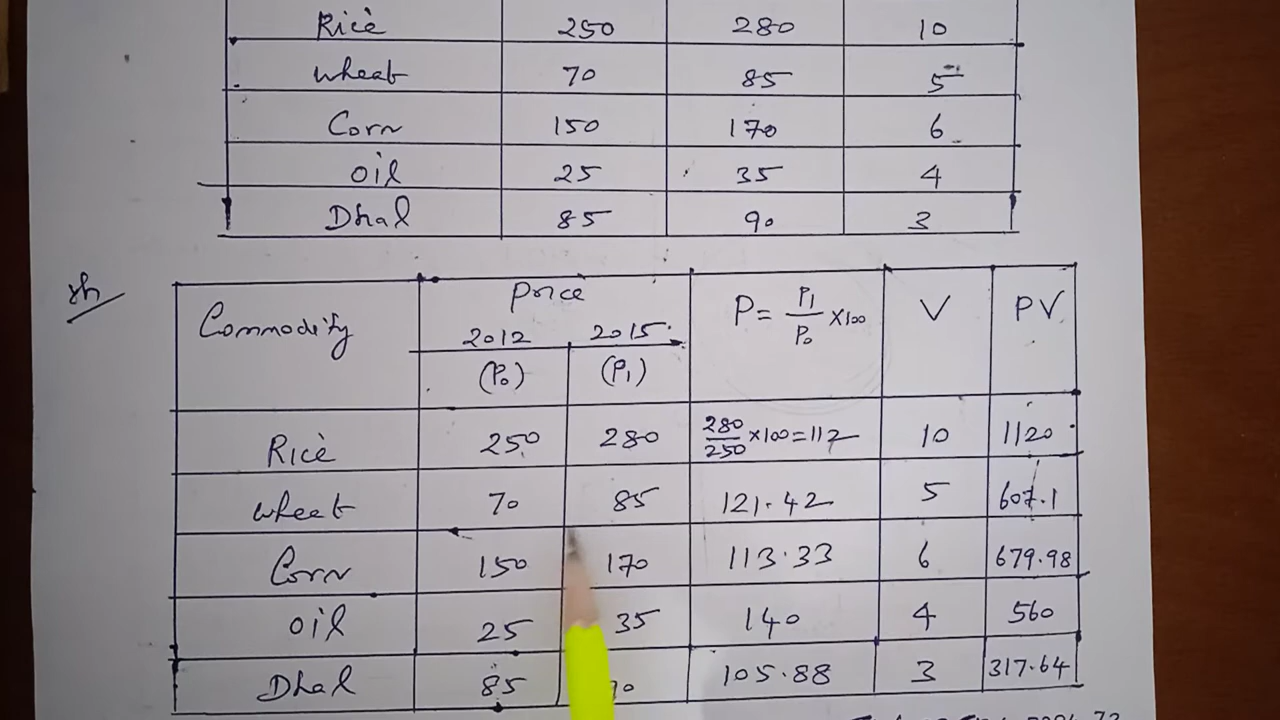 Rice 250 280 10
wheat 70 85 5
Corn 150 170 6
oil 25 35 4
Dhal 85 90 3
Commodity Price P = P1/P0 X100 V PV
2012 2015
(P0) (P1)
Rice 250 280 280/250 X100=112 10 1120
wheat 70 85 121.42 5 607.1
Corn 150 170 113.33 6 679.98
oil 25 35 140 4 560
Dhal 85 105.88 3 317.64